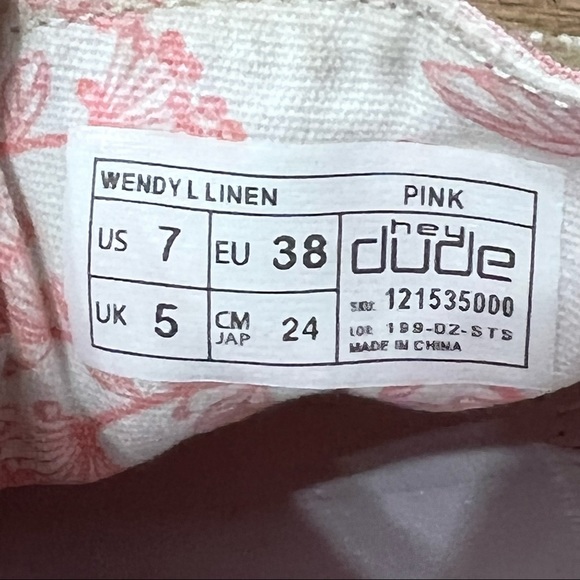 WENDY L LINEN PINK
US 7 EU 38
hey
dude
UK 5 CM JAP 24
SKU: 121535000
LOT: 199-DZ-STS
MADE IN CHINA